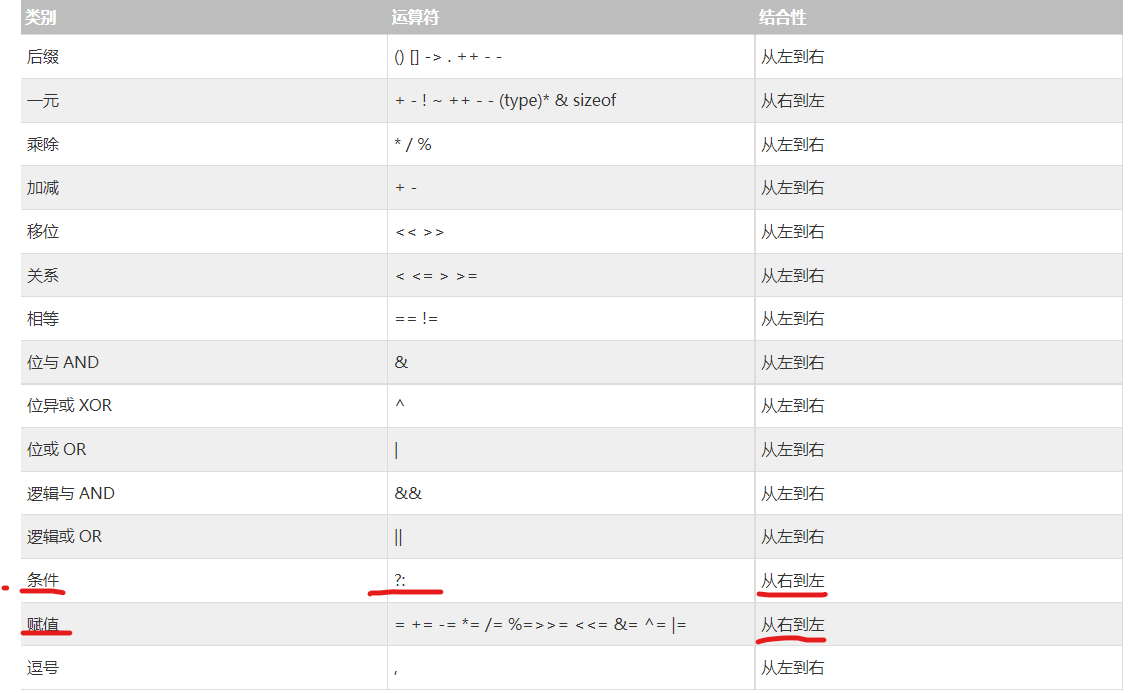 类别 运算符 结合性
后缀 () [] -> . ++ - - 从左到右
一元 + - ! ~ ++ - - (type)* & sizeof 从右到左
乘除 * / % 从左到右
加减 + - 从左到右
移位 << >> 从左到右
关系 < <= > >= 从左到右
相等 == != 从左到右
位与 AND & 从左到右
位异或 XOR ^ 从左到右
位或 OR | 从左到右
逻辑与 AND && 从左到右
逻辑或 OR || 从左到右
条件 ?: 从右到左
赋值 = += -= *= /= %=>>= <<= &= ^= |= 从右到左
逗号 , 从左到右